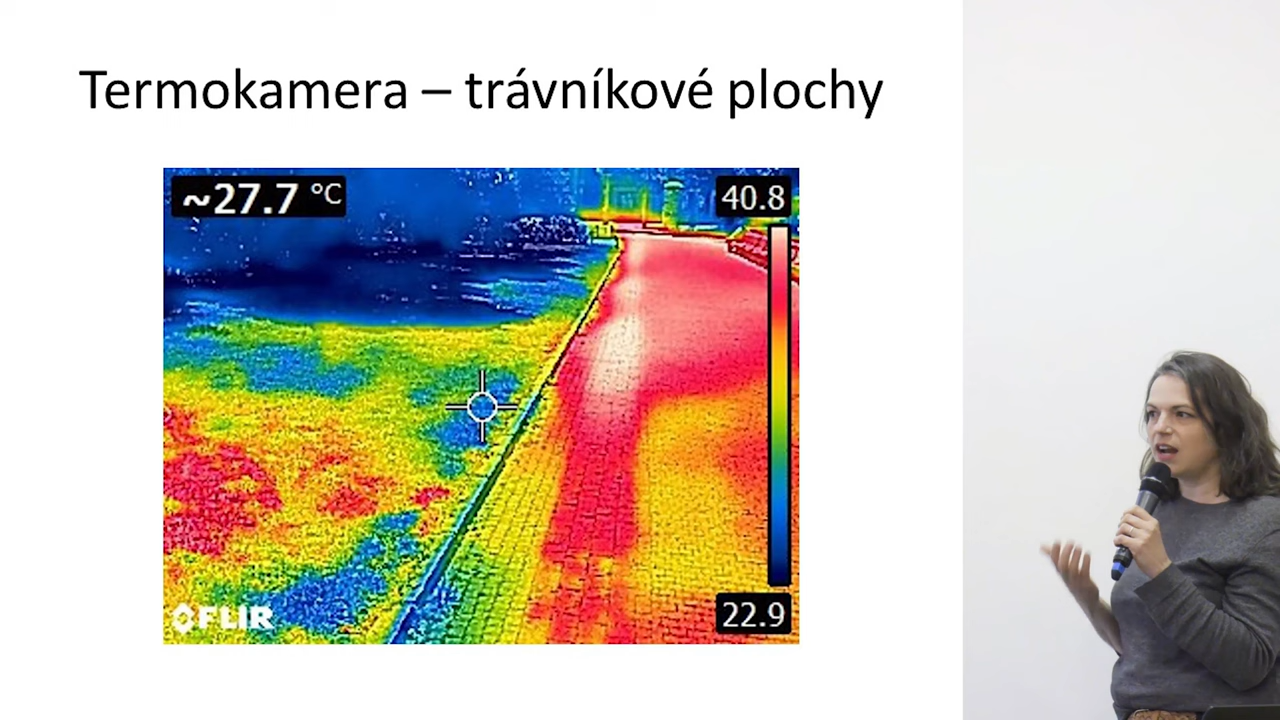 Termokamera – trávníkové plochy
~27.7 °C
40.8
22.9
FLIR